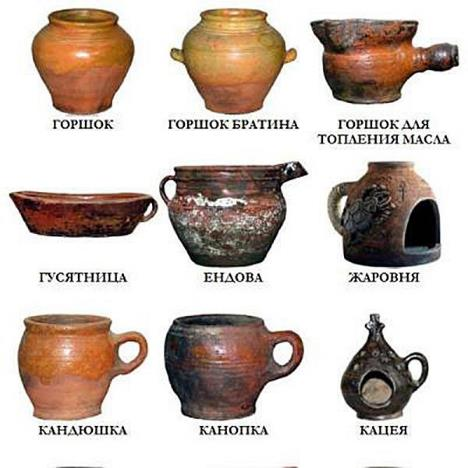 ГОРШОК
ГОРШОК БРАТИНА
ГОРШОК ДЛЯ
ТОПЛЕНИЯ МАСЛА
ГУСЯТНИЦА
ЕНДОВА
ЖАРОВНЯ
КАНДЮШКА
КАНОПКА
КАЦЕЯ